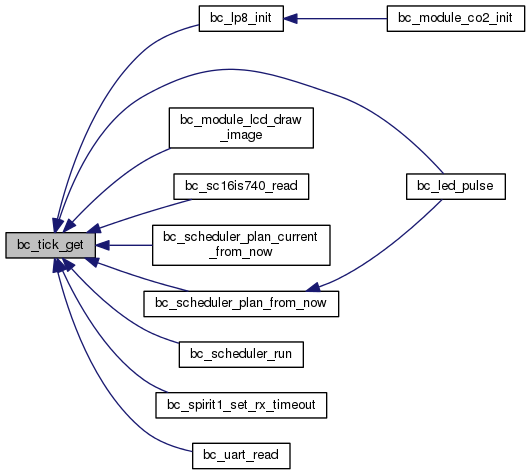 bc_lp8_init
bc_module_co2_init
bc_module_lcd_draw
_image
bc_sc16is740_read
bc_led_pulse
bc_tick_get
bc_scheduler_plan_current
_from_now
bc_scheduler_plan_from_now
bc_scheduler_run
bc_spirit1_set_rx_timeout
bc_uart_read